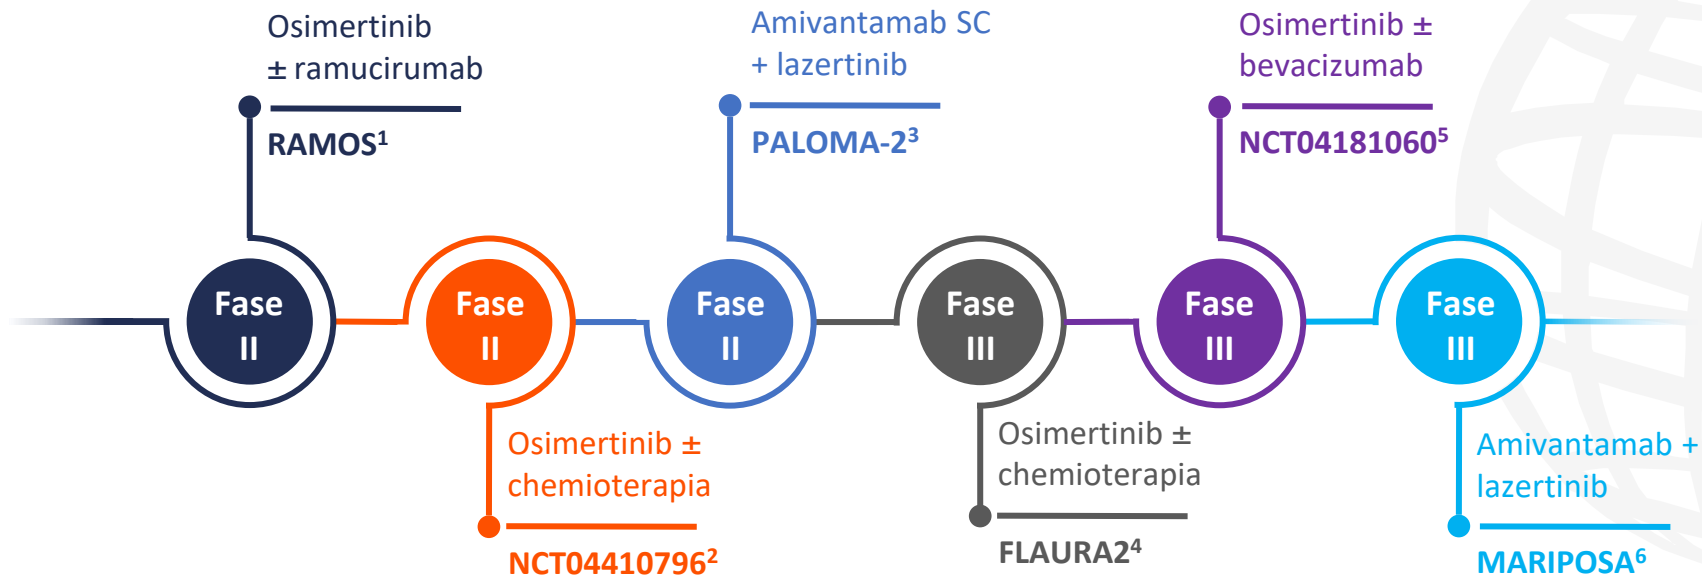 Osimertinib
± ramucirumab
RAMOS¹
Fase
II
Fase
II
Osimertinib ±
chemioterapia
NCT04410796²
Amivantamab SC
+ lazertinib
PALOMA-2³
Fase
II
Fase
III
Osimertinib ±
chemioterapia
FLAURA2⁴
Osimertinib ±
bevacizumab
NCT04181060⁵
Fase
III
Fase
III
Amivantamab +
lazertinib
MARIPOSA⁶